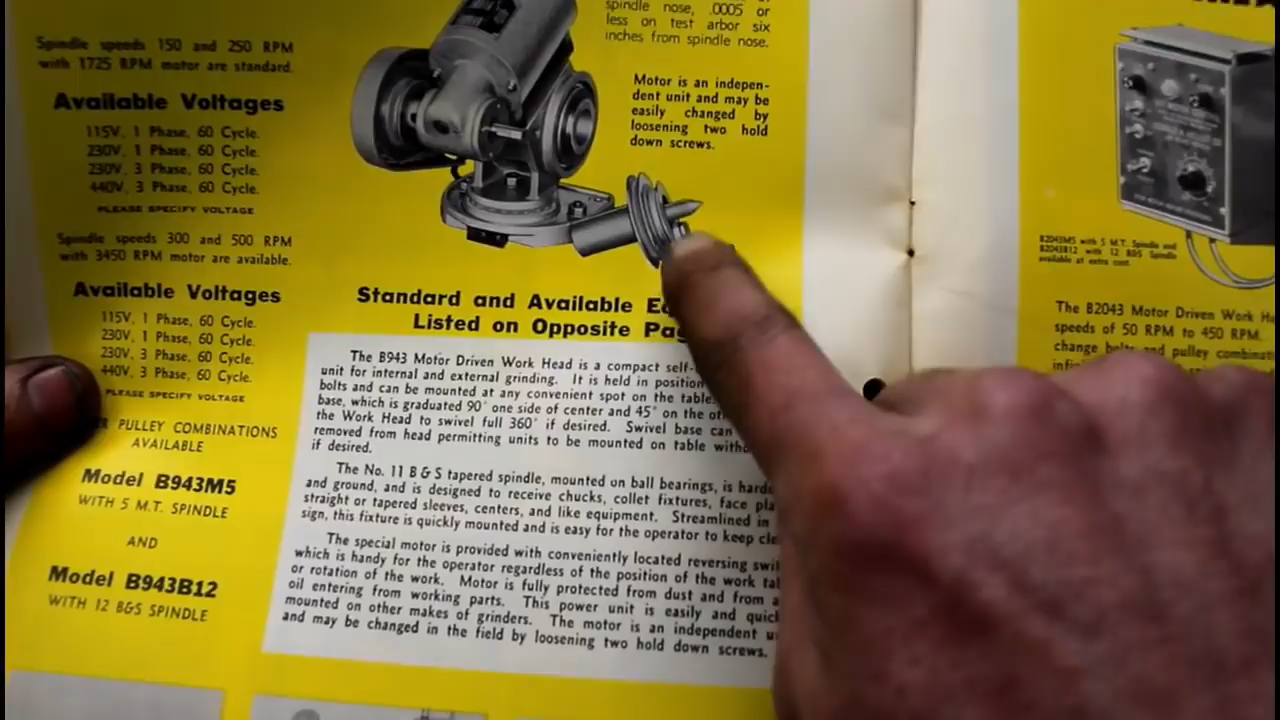 Spindle speeds 150 and 250 RPM
with 1725 RPM motor are standard.
Available Voltages
115V, 1 Phase, 60 Cycle.
230V, 1 Phase, 60 Cycle.
230V, 3 Phase, 60 Cycle.
440V, 3 Phase, 60 Cycle.
PLEASE SPECIFY VOLTAGE
Spindle speeds 300 and 500 RPM
with 3450 RPM motor are available.
Available Voltages
115V, 1 Phase, 60 Cycle.
230V, 1 Phase, 60 Cycle.
230V, 3 Phase, 60 Cycle.
440V, 3 Phase, 60 Cycle.
PLEASE SPECIFY VOLTAGE
PULLEY COMBINATIONS
AVAILABLE
Model B943M5
WITH 5 M.T. SPINDLE
AND
Model B943B12
WITH 12 B&S SPINDLE
spindle nose, .0005 or
less on test arbor six
inches from spindle nose.
Motor is an indepen-
dent unit and may be
easily changed by
loosening two hold
down screws.
Standard and Available
Listed on Opposite
The B943 Motor Driven Work Head is a compact self-
unit for internal and external grinding. It is held in position
bolts and can be mounted at any convenient spot on the table.
base, which is graduated 90° one side of center and 45° on the
the Work Head to swivel full 360° if desired. Swivel base can
removed from head permitting units to be mounted on table
if desired.
The No. 11 B & S tapered spindle, mounted on ball bearings, is
and ground, and is designed to receive chucks, collet fixtures, face
straight or tapered sleeves, centers, and like equipment. Streamlined in
sign, this fixture is quickly mounted and is easy for the operator to keep
The special motor is provided with conveniently located reversing
which is handy for the operator regardless of the position of the work
or rotation of the work. Motor is fully protected from dust and from
oil entering from working parts. This power unit is easily and
mounted on other makes of grinders. The motor is an independent
and may be changed in the field by loosening two hold down screws.
B2043M5 with 5 M.T. Spindle and
B2043B12 with 12 B&S Spindle
available at extra cost.
The B2043 Motor Driven Work
speeds of 50 RPM to 450 RPM.
change belts and pulley